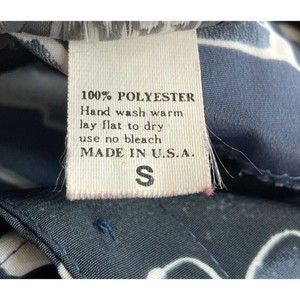 100% POLYESTER
Hand wash warm
lay flat to dry
use no bleach
MADE IN U.S.A.
S